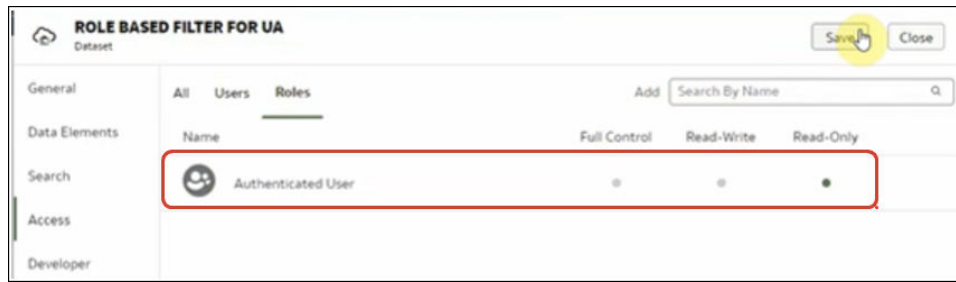 ROLE BASED FILTER FOR UA
Dataset
Save Close
General
All Users Roles Add Search By Name
Data Elements
Name Full Control Read-Write Read-Only
Search
Authenticated User
Access
Developer